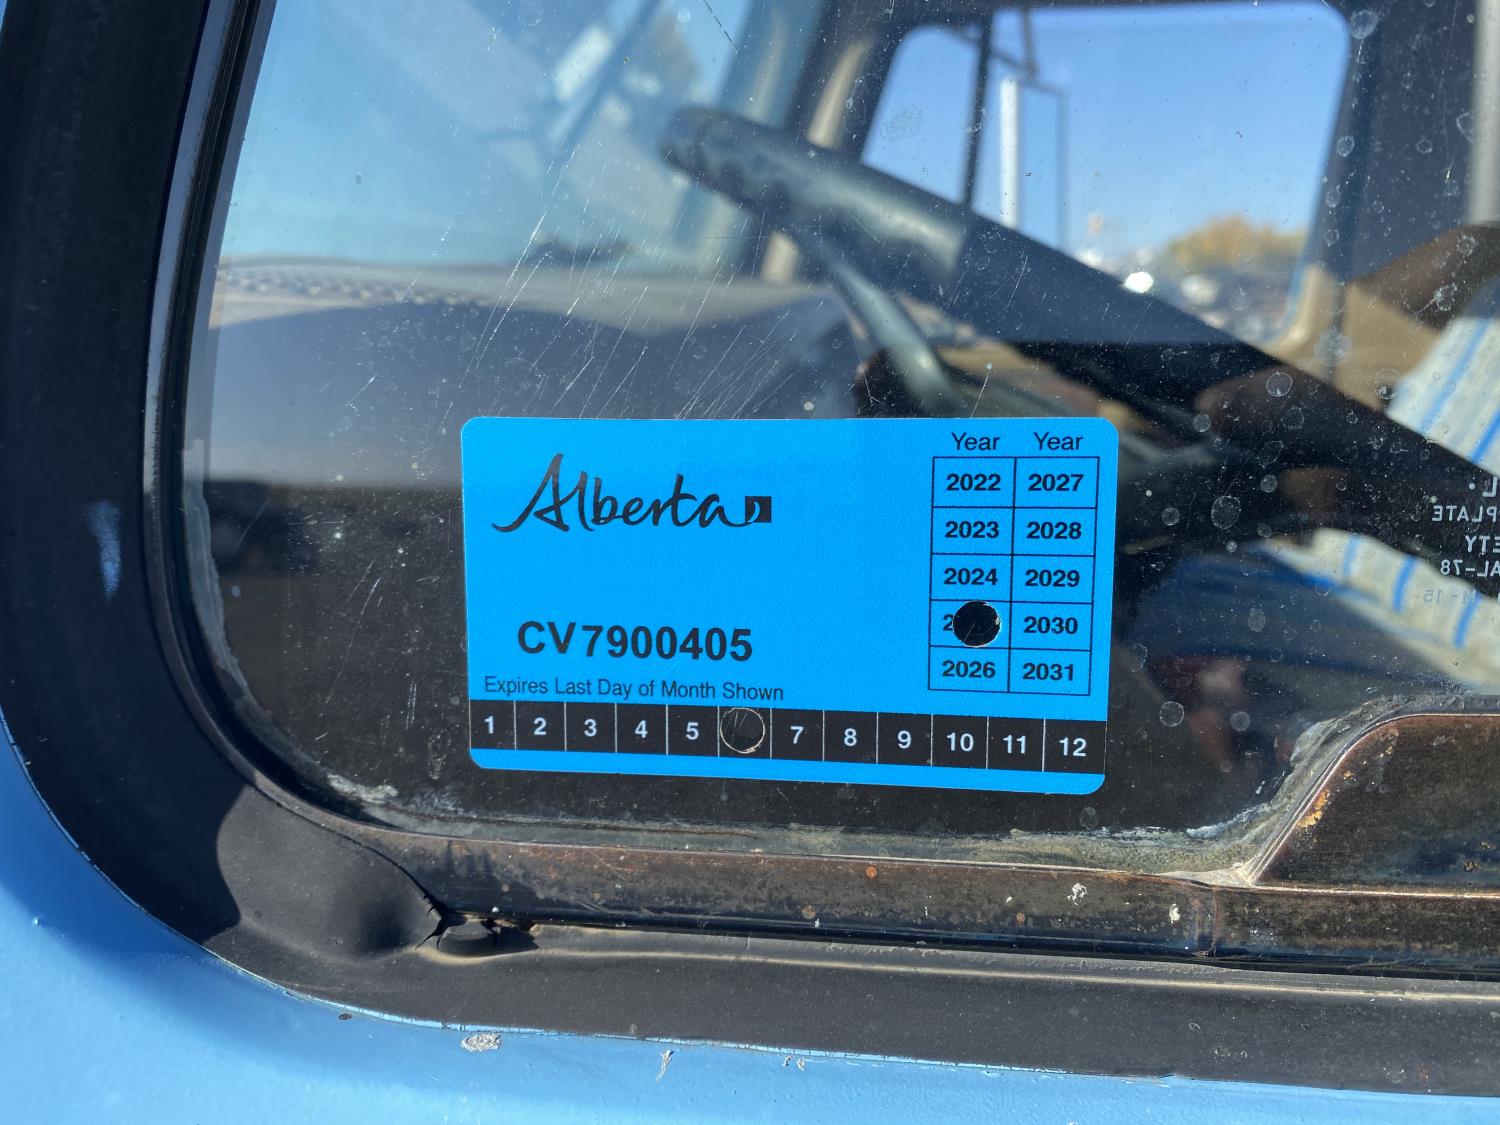 Alberta
Year Year
2022 2027
2023 2028
2024 2029
2030
2026 2031
CV7900405
Expires Last Day of Month Shown
1 2 3 4 5 7 8 9 10 11 12